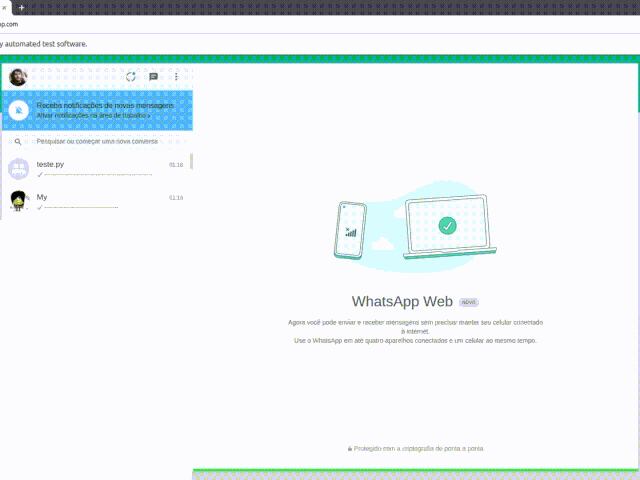 pp.com
y automated test software.
Receba notificações de novas mensagens
Ativar notificações na área de trabalho >
Pesquisar ou começar uma nova conversa
teste.py 01:16
My 01:16
WhatsApp Web NOVO
Agora você pode enviar e receber mensagens sem precisar manter seu celular conectado
à internet.
Use o WhatsApp em até quatro aparelhos conectados e um celular ao mesmo tempo.
Protegido com a criptografia de ponta a ponta